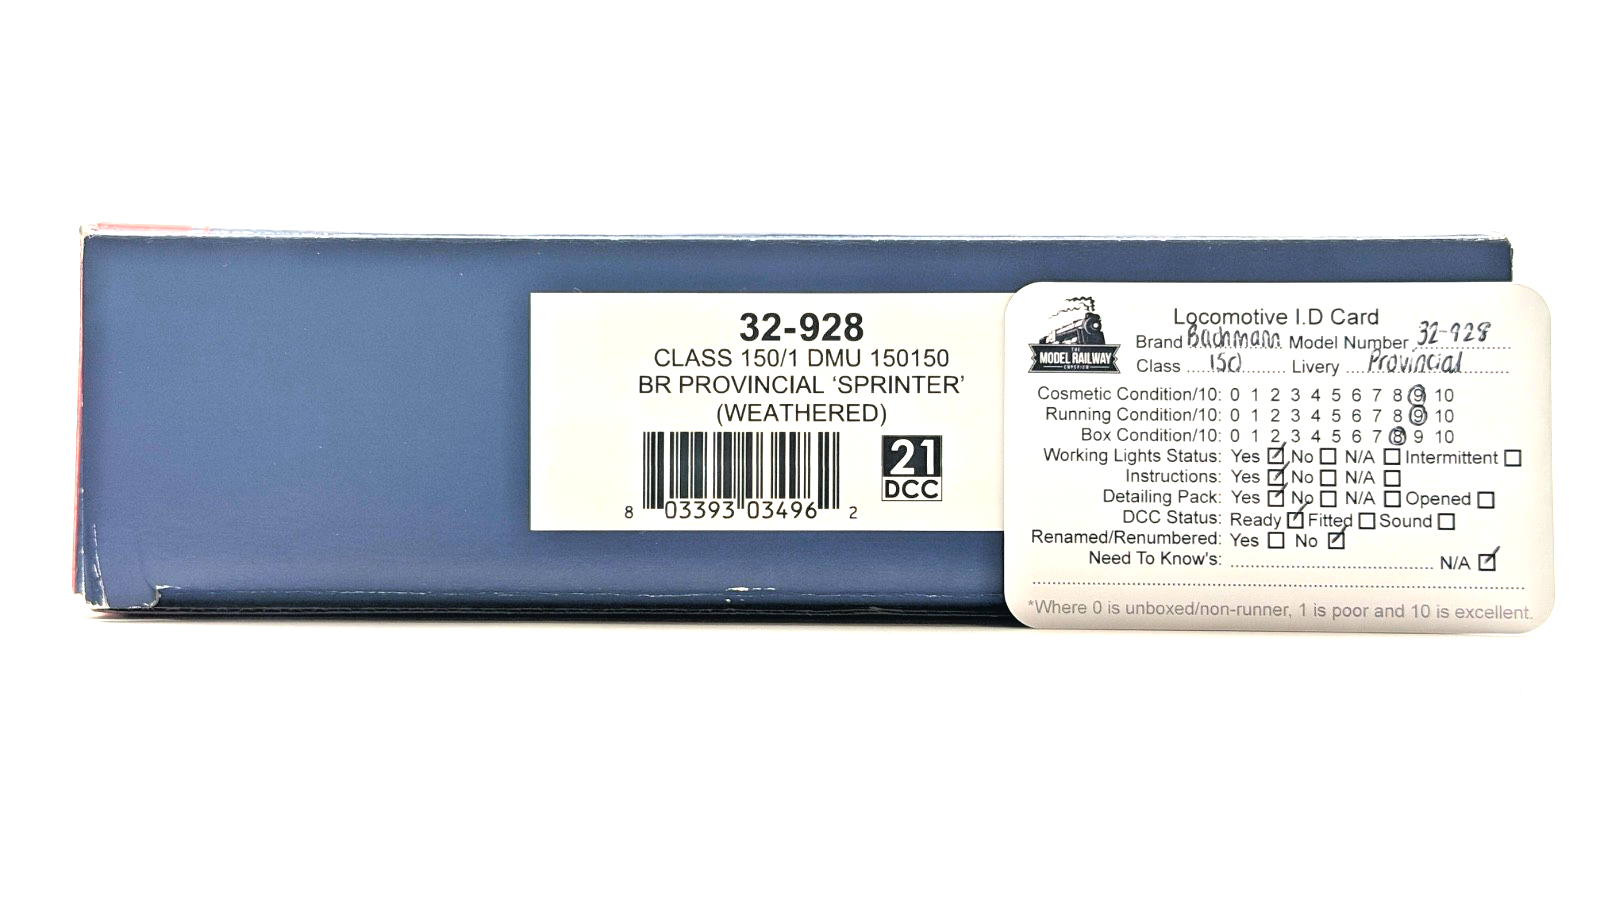 32-928
CLASS 150/1 DMU 150150
BR PROVINCIAL ‘SPRINTER’
(WEATHERED)
21
DCC
8 03393 03496 2
THE
MODEL RAILWAY
EMPORIUM
Locomotive I.D Card
Brand Bachmann Model Number 32-928
Class 150 Livery Provincial
Cosmetic Condition/10: 0 1 2 3 4 5 6 7 8 9 10
Running Condition/10: 0 1 2 3 4 5 6 7 8 9 10
Box Condition/10: 0 1 2 3 4 5 6 7 8 9 10
Working Lights Status: Yes ☑ No ☐ N/A ☐ Intermittent ☐
Instructions: Yes ☑ No ☐ N/A ☐
Detailing Pack: Yes ☑ No ☐ N/A ☐ Opened ☐
DCC Status: Ready ☑ Fitted ☐ Sound ☐
Renamed/Renumbered: Yes ☐ No ☑
Need To Know's: N/A ☑
*Where 0 is unboxed/non-runner, 1 is poor and 10 is excellent.